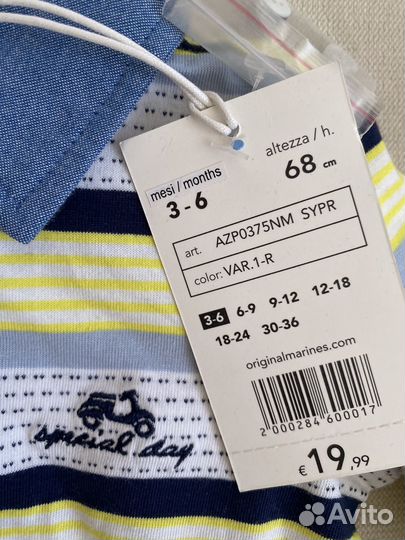 mesi / months
3 - 6
altezza / h.
68 cm
art. AZP0375NM SYPR
color: VAR.1-R
3-6 6-9 9-12 12-18
18-24 30-36
originalmarines.com
2 000284 600017
€19,99
special day
Avito